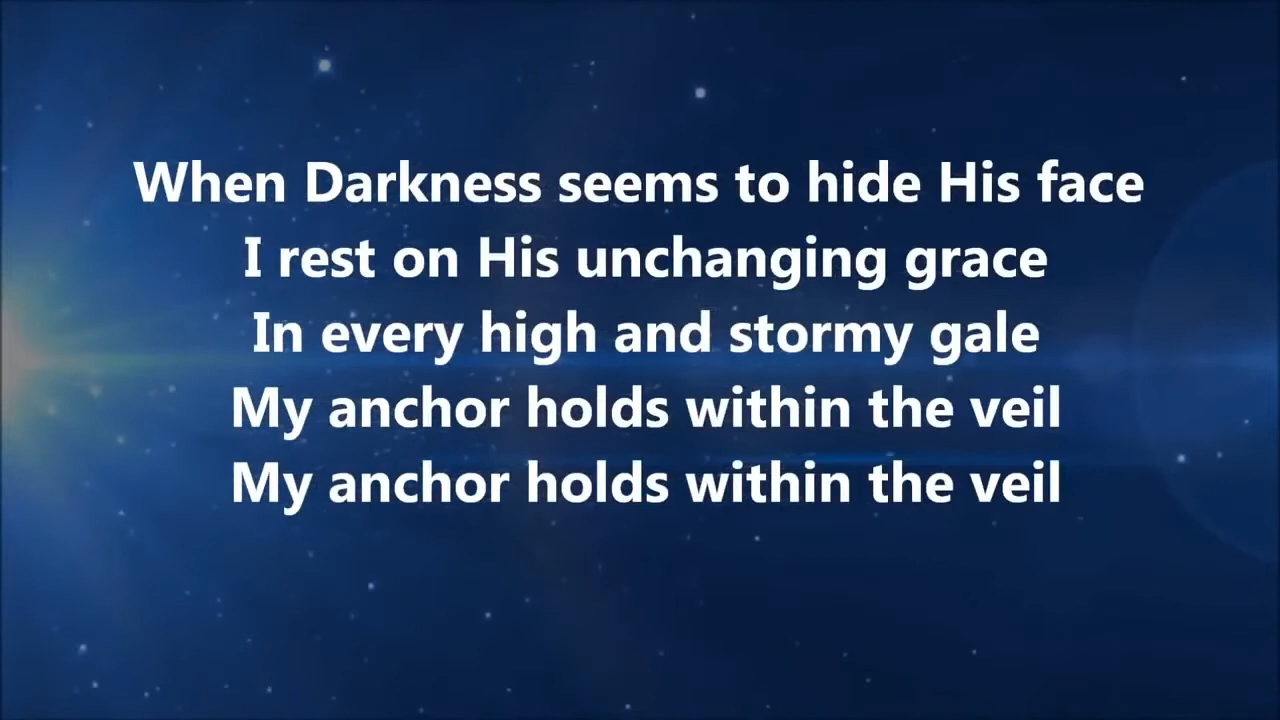 When Darkness seems to hide His face
I rest on His unchanging grace
In every high and stormy gale
My anchor holds within the veil
My anchor holds within the veil